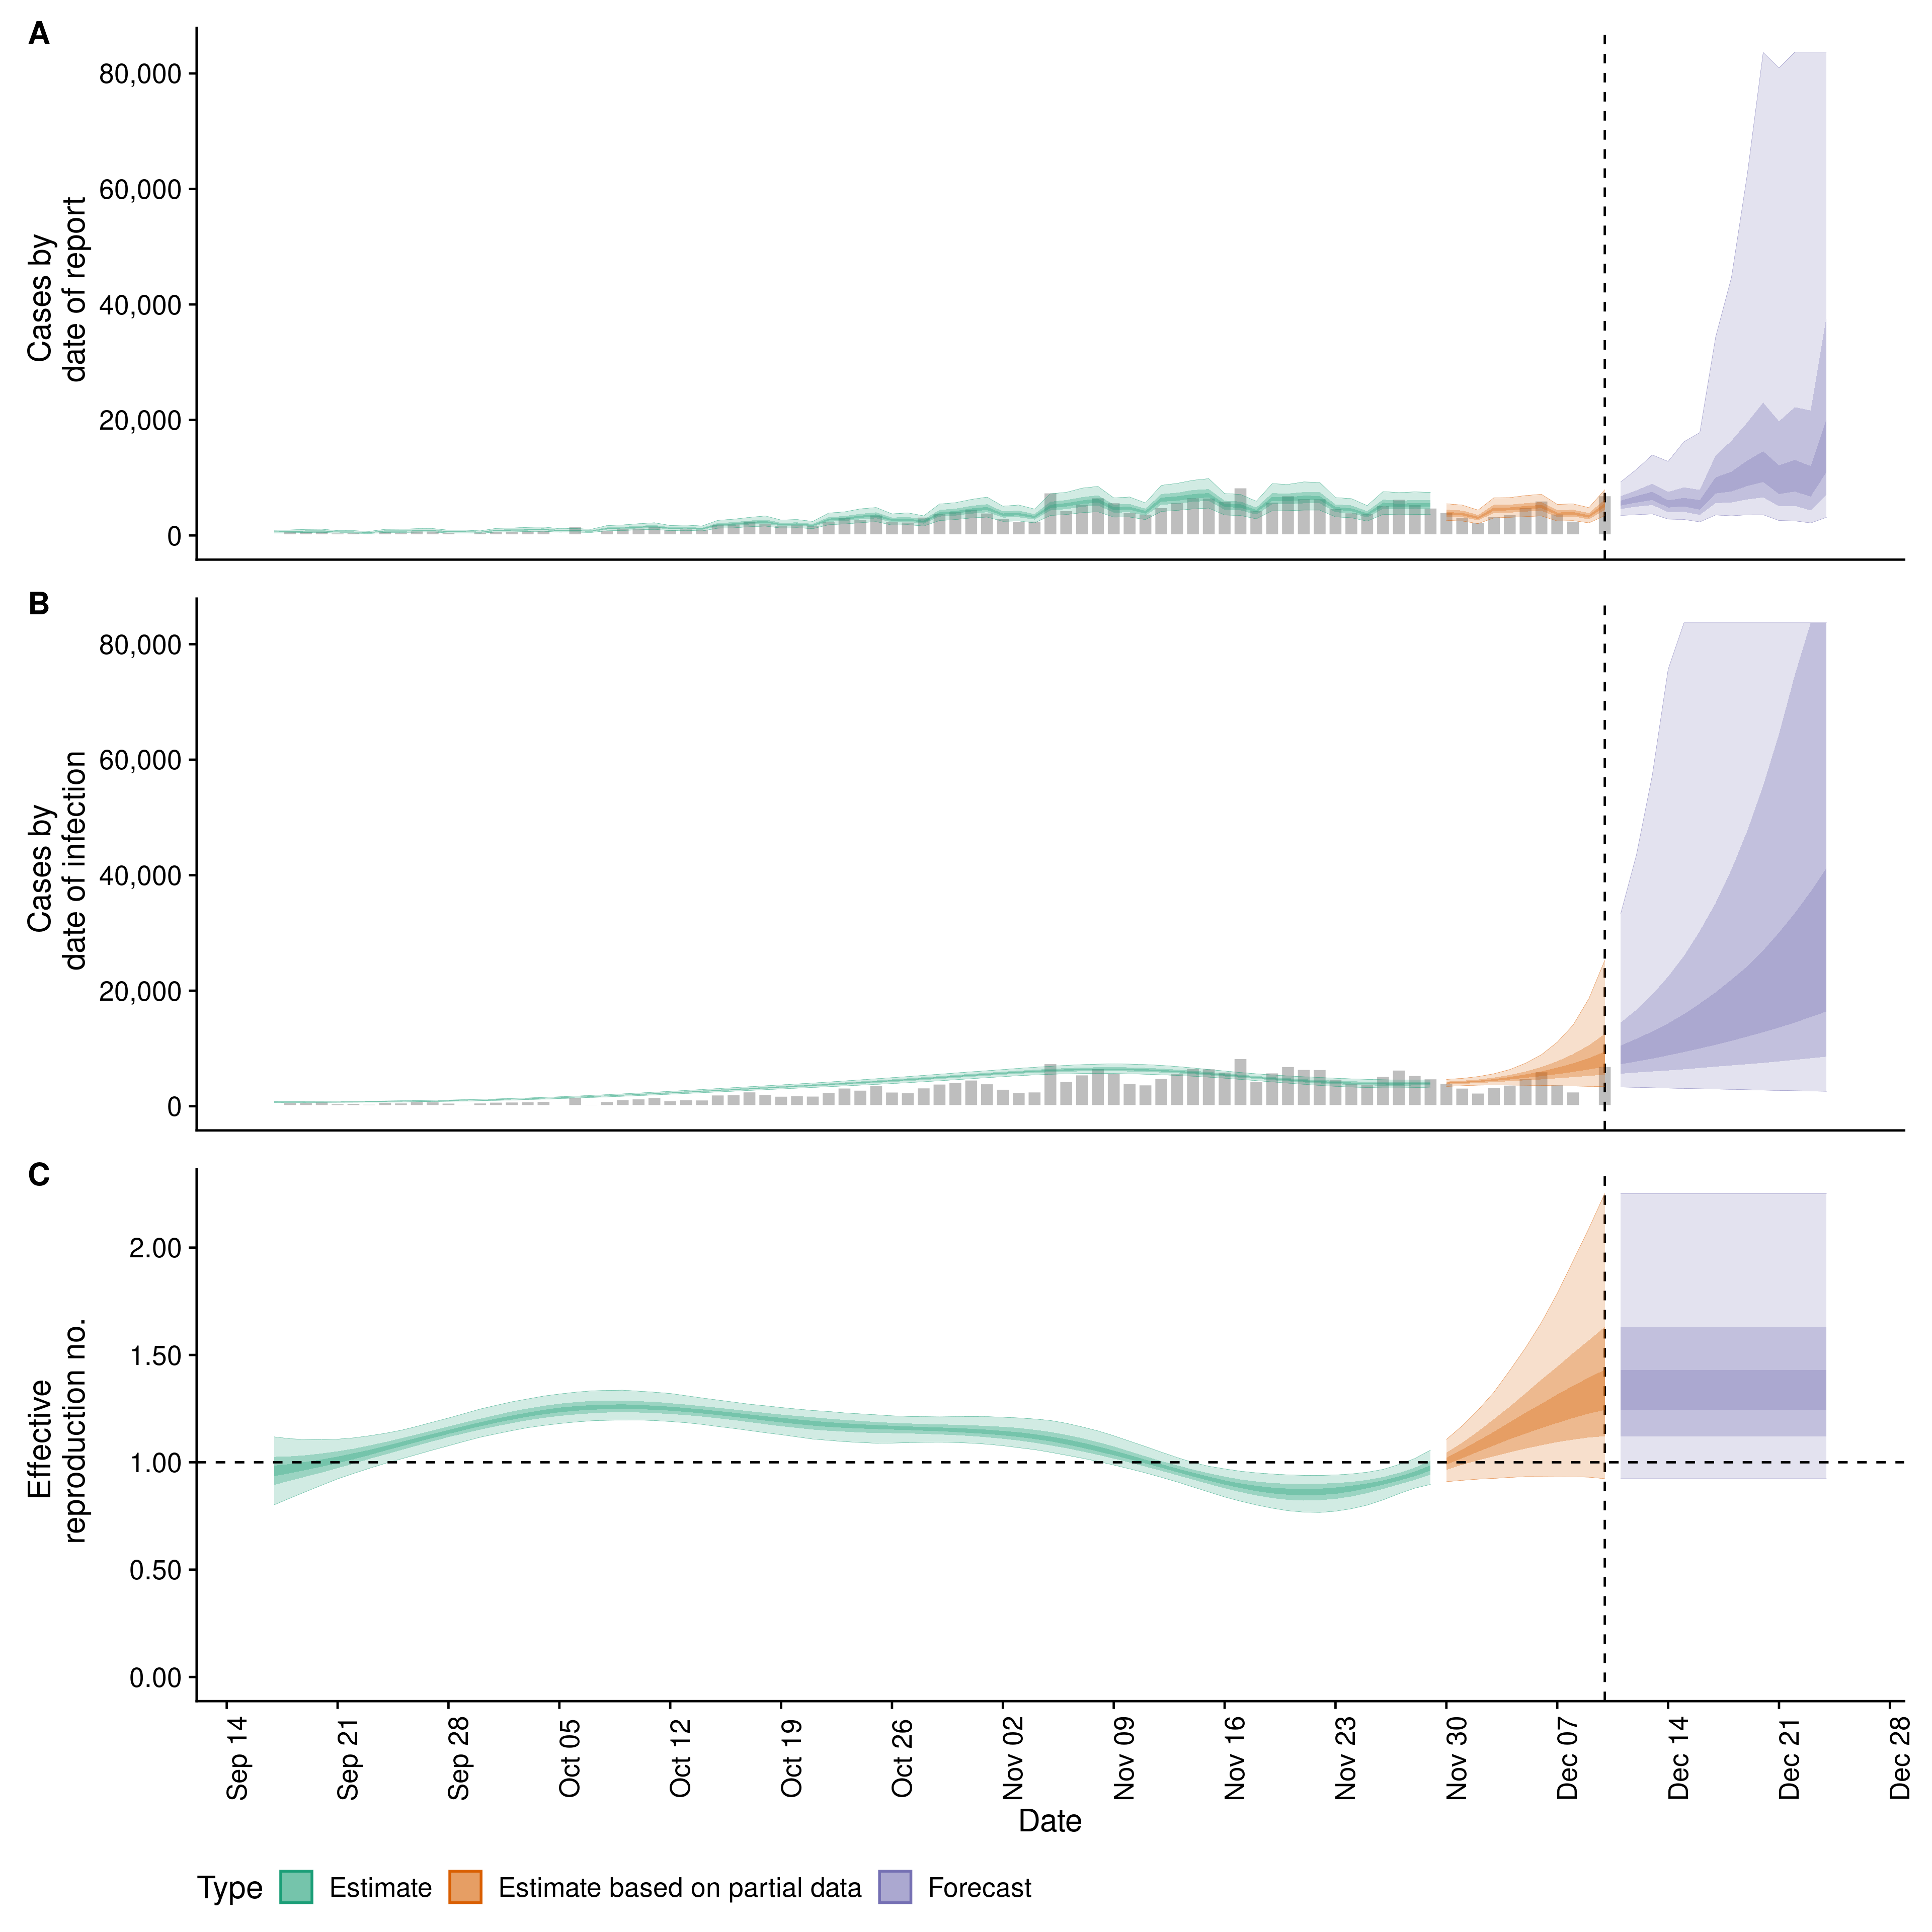 A
Cases by
date of report
80,000
60,000
40,000
20,000
0
B
Cases by
date of infection
80,000
60,000
40,000
20,000
0
C
Effective
reproduction no.
2.00
1.50
1.00
0.50
0.00
Sep 14
Sep 21
Sep 28
Oct 05
Oct 12
Oct 19
Oct 26
Nov 02
Nov 09
Nov 16
Nov 23
Nov 30
Dec 07
Dec 14
Dec 21
Dec 28
Date
Type Estimate Estimate based on partial data Forecast